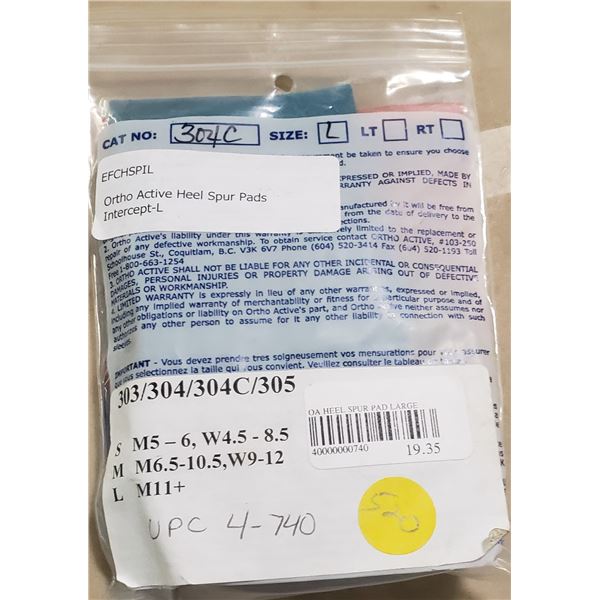 CAT NO: 304C SIZE: L LT RT
EFCHSPIL
Ortho Active Heel Spur Pads
Intercept-L
be taken to ensure you choose
EXPRESSED OR IMPLIED, MADE BY
WARRANTY AGAINST DEFECTS IN
manufactured by it will be free from
from the date of delivery to the
2. Ortho Active's liability under this warranty is limited to the replacement or
repair of any defective workmanship. To obtain service contact ORTHO ACTIVE, #103-250
Schoolhouse St., Coquitlam, B.C. V3K 6V7 Phone (604) 520-3414 Fax (604) 520-1193 Toll
Free 1-800-663-1254
3. ORTHO ACTIVE SHALL NOT BE LIABLE FOR ANY OTHER INCIDENTAL OR CONSEQUENTIAL
DAMAGES, PERSONAL INJURIES OR PROPERTY DAMAGE ARISING OUT OF DEFECTIVE
MATERIALS OR WORKMANSHIP.
4. LIMITED WARRANTY is expressly in lieu of any other warranties, expressed or implied,
including any implied warranty of merchantability or fitness for a particular purpose and of
any other obligations or liability on Ortho Active's part, and Ortho Active neither assumes nor
authorizes any other person to assume for it any other liability in connection with such
sleeves.
IMPORTANT - Vous devez prendre tres soigneusement vos mensurations pour vous assurer
que vous selectionnez la taille qui vous convient. Veuillez consulter le tableau
303/304/304C/305
S M5 – 6, W4.5 - 8.5
M M6.5-10.5,W9-12
L M11+
OA HEEL SPUR PAD LARGE
40000000740 19.35
UPC 4-740